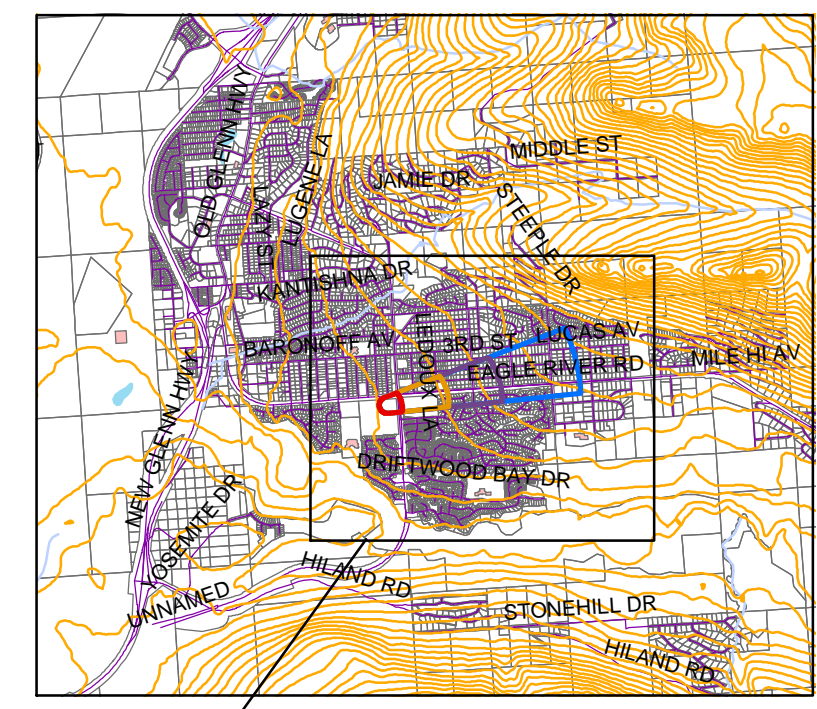 MIDDLE ST
OLD GLENN HWY
JAMIE DR
LUGENE LA
LAZY ST
STEEPLE DR
KANTISHNA DR
LEDOUX LA
3RD ST
LUCAS AV
BARONOFF AV
MILE HI AV
EAGLE RIVER RD
NEW GLENN HWY
DRIFTWOOD BAY DR
YOSEMITE DR
HILAND RD
UNNAMED
STONEHILL DR
HILAND RD